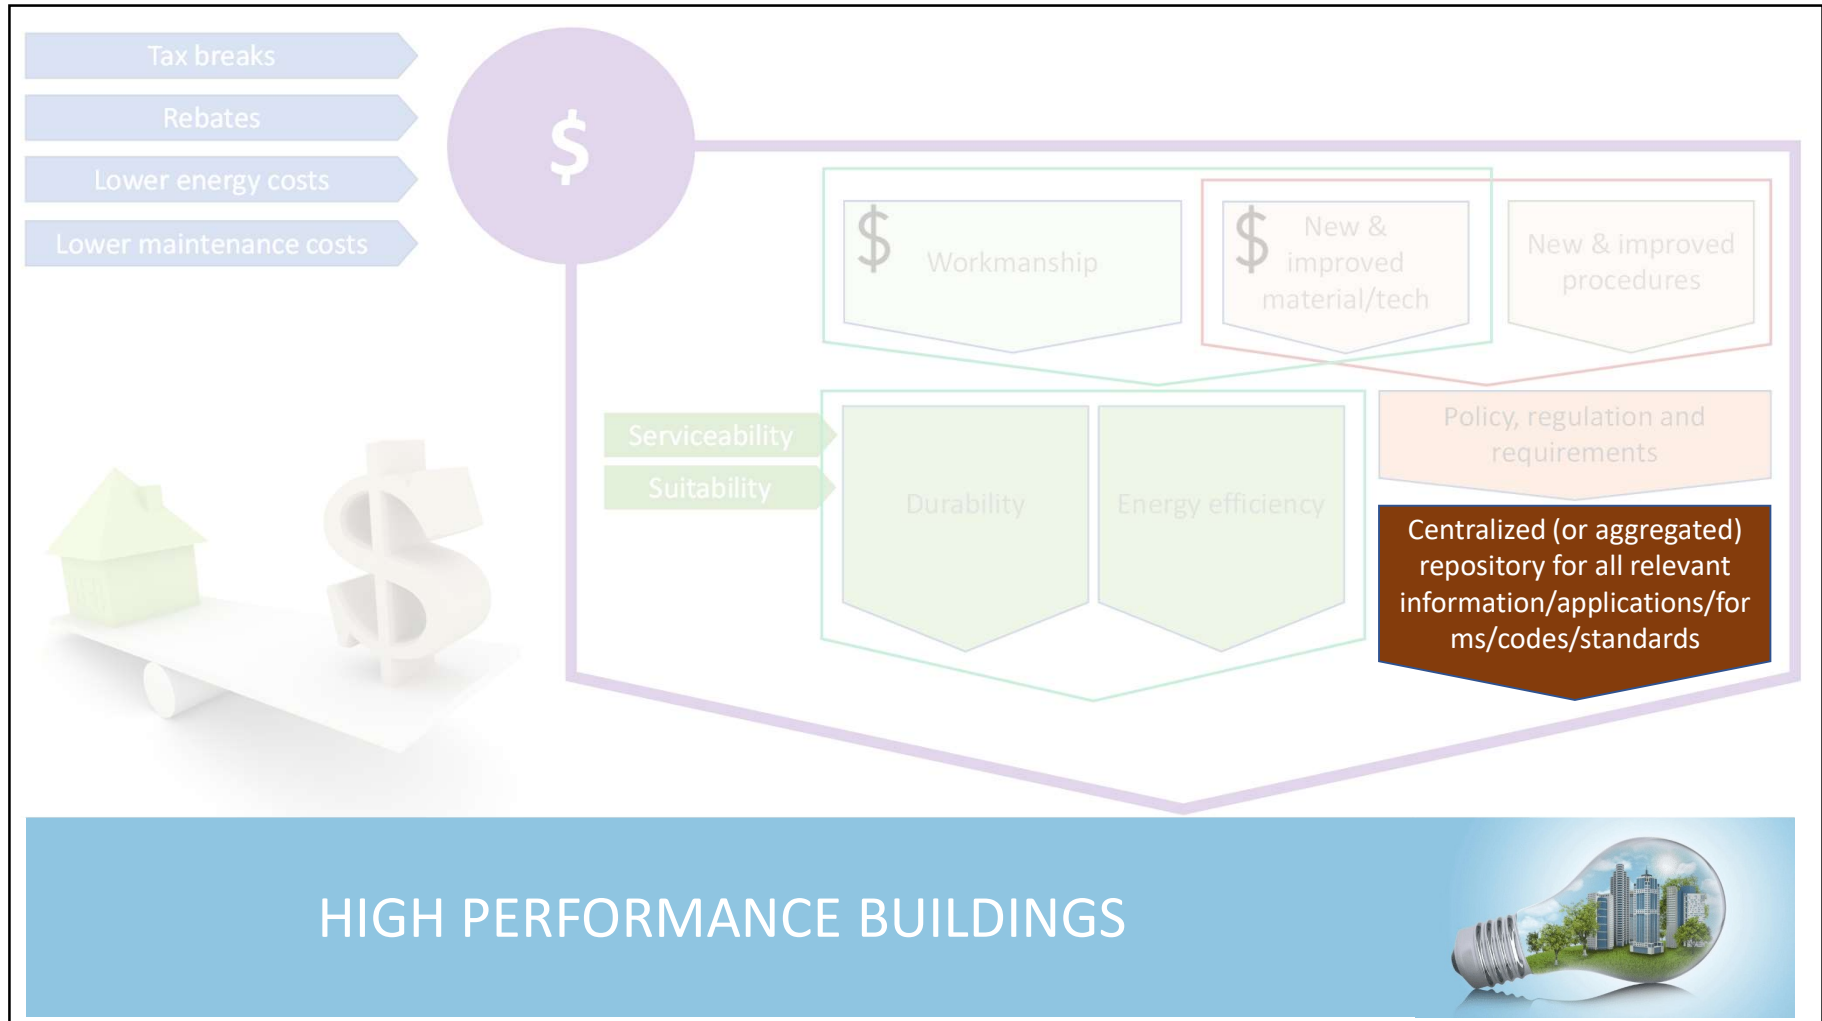 Tax breaks
Rebates
Lower energy costs
Lower maintenance costs
$
$
Workmanship
$
New &
improved
material/tech
New & improved
procedures
Serviceability
Suitability
Durability
Energy efficiency
Policy, regulation and
requirements
Centralized (or aggregated)
repository for all relevant
information/applications/for
ms/codes/standards
HIGH PERFORMANCE BUILDINGS